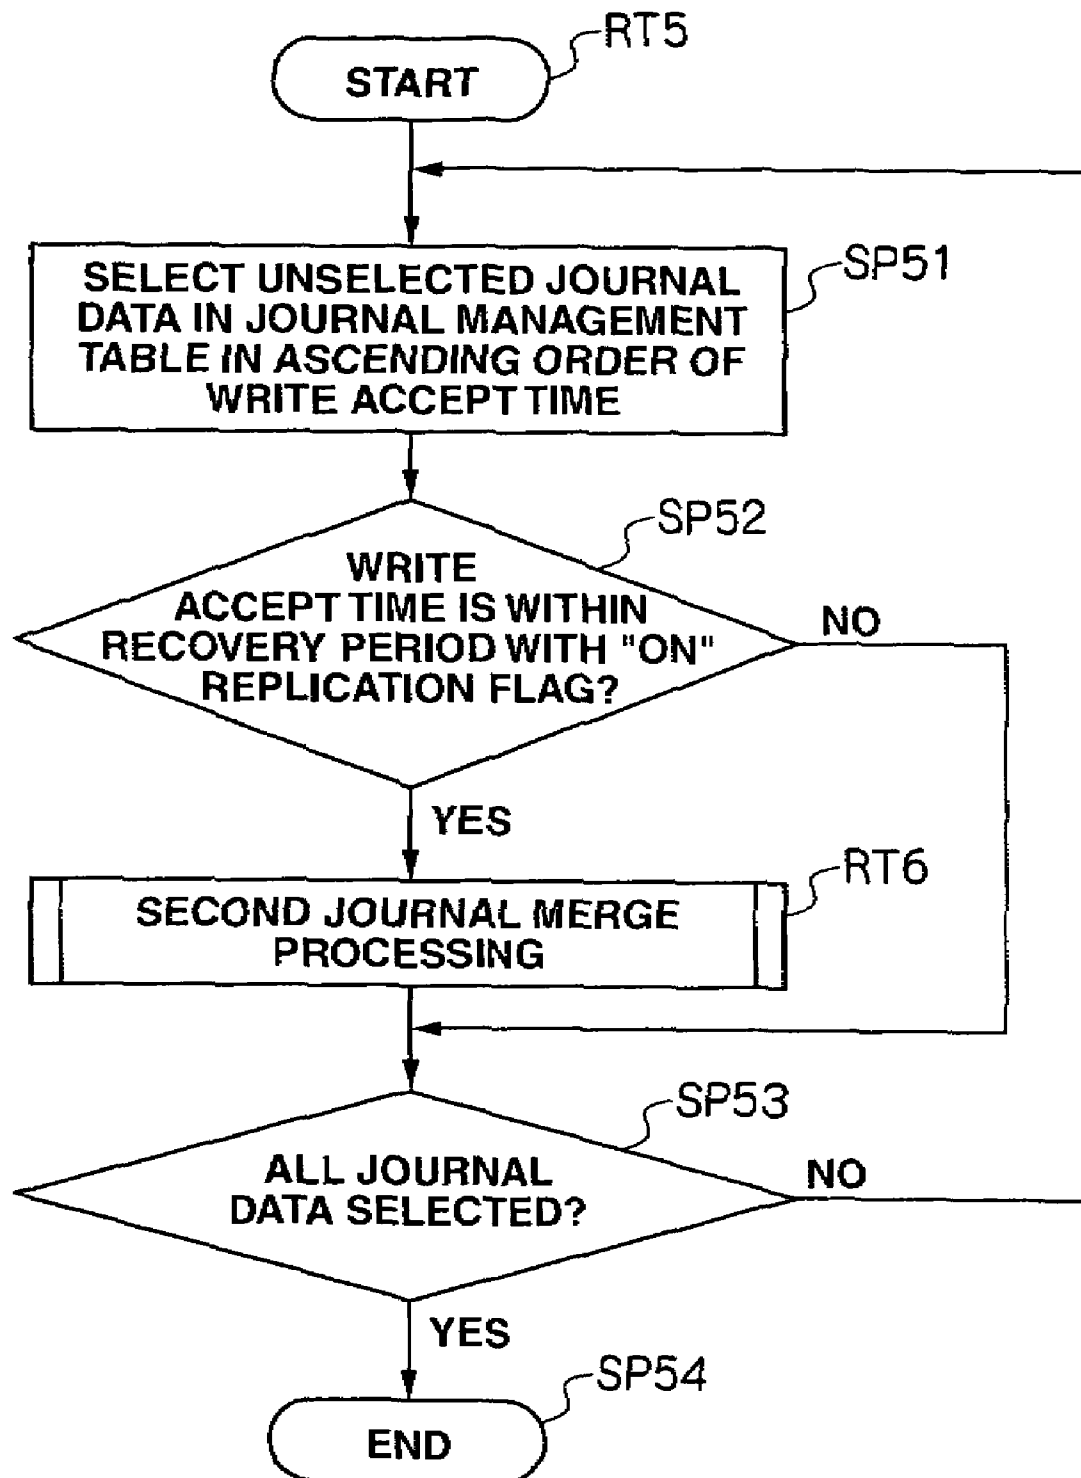 RT5
START
SP51
SELECT UNSELECTED JOURNAL
DATA IN JOURNAL MANAGEMENT
TABLE IN ASCENDING ORDER OF
WRITE ACCEPT TIME
SP52
WRITE
ACCEPT TIME IS WITHIN
RECOVERY PERIOD WITH "ON"
REPLICATION FLAG?
NO
YES
RT6
SECOND JOURNAL MERGE
PROCESSING
SP53
ALL JOURNAL
DATA SELECTED?
NO
YES
SP54
END